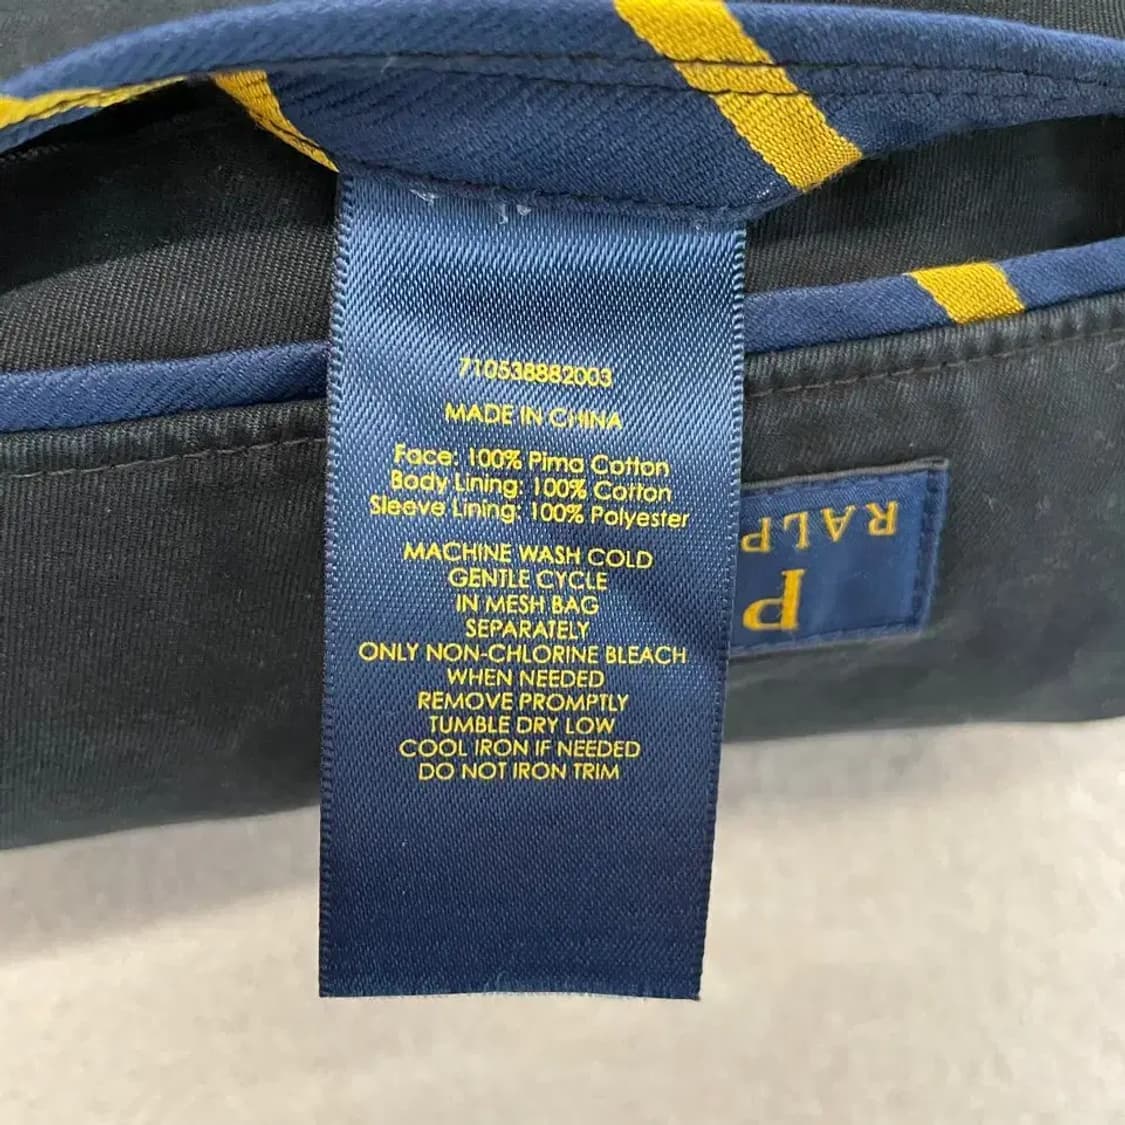 710538882003
MADE IN CHINA
Face: 100% Pima Cotton
Body Lining: 100% Cotton
Sleeve Lining: 100% Polyester
MACHINE WASH COLD
GENTLE CYCLE
IN MESH BAG
SEPARATELY
ONLY NON-CHLORINE BLEACH
WHEN NEEDED
REMOVE PROMPTLY
TUMBLE DRY LOW
COOL IRON IF NEEDED
DO NOT IRON TRIM
P
RALP